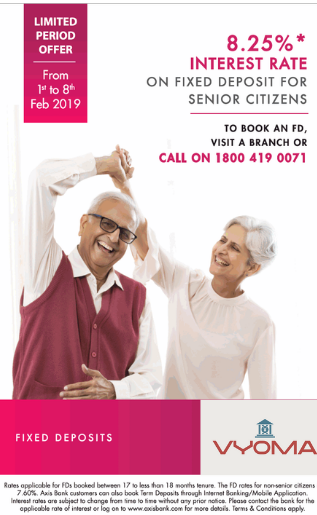 LIMITED
PERIOD
OFFER
From
1st to 8th
Feb 2019
8.25%*
INTEREST RATE
ON FIXED DEPOSIT FOR
SENIOR CITIZENS
TO BOOK AN FD,
VISIT A BRANCH OR
CALL ON 1800 419 0071
FIXED DEPOSITS
VYOMA
Rates applicable for FDs booked between 17 to less than 18 months tenure. The FD rates for non-senior citizens
7.60%. Axis Bank customers can also book Term Deposits through Internet Banking/Mobile Application.
Interest rates are subject to change from time to time without any prior notice. Please contact the bank for the
applicable rate of interest or log on to www.axisbank.com for more details. Terms & Conditions apply.